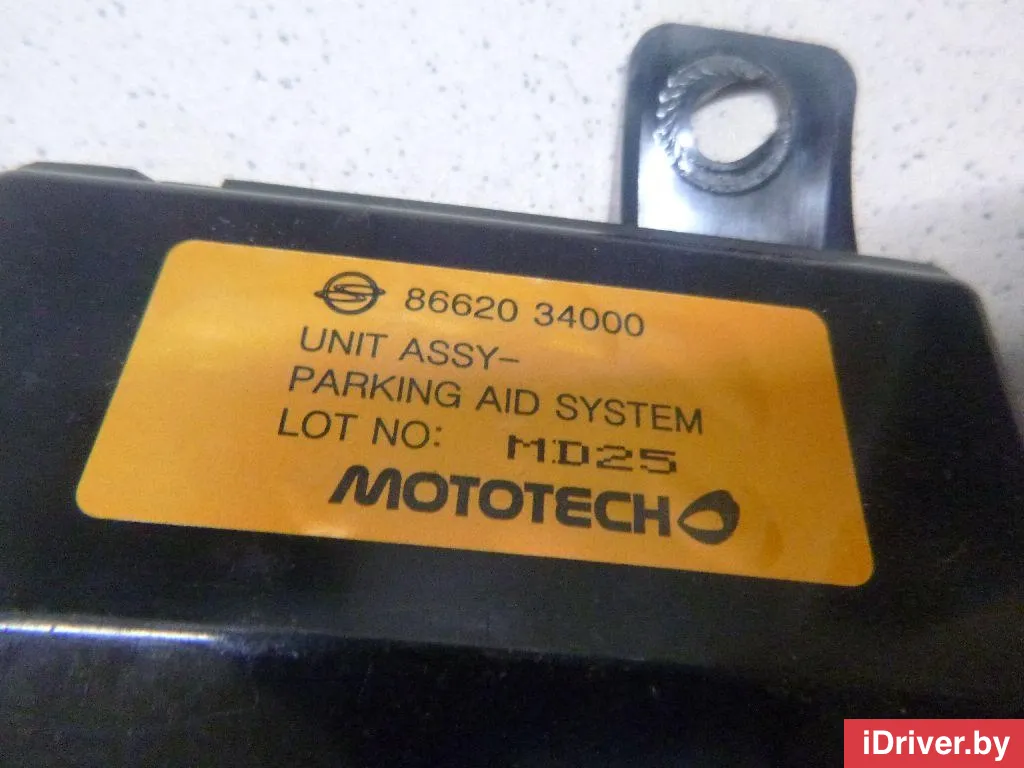 86620 34000
UNIT ASSY-
PARKING AID SYSTEM
LOT NO: MD25
MOTOTECH
iDriver.by